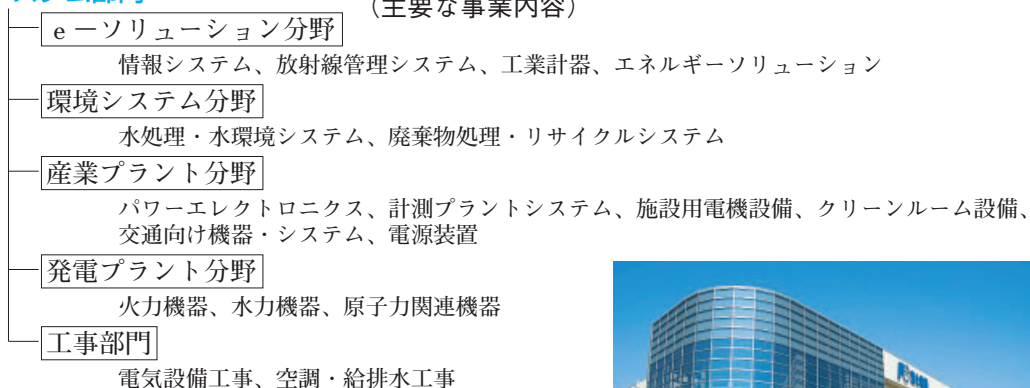 （主要な事業内容）
e－ソリューション分野
情報システム、放射線管理システム、工業計器、エネルギーソリューション
環境システム分野
水処理・水環境システム、廃棄物処理・リサイクルシステム
産業プラント分野
パワーエレクトロニクス、計測プラントシステム、施設用電機設備、クリーンルーム設備、
交通向け機器・システム、電源装置
発電プラント分野
火力機器、水力機器、原子力関連機器
工事部門
電気設備工事、空調・給排水工事